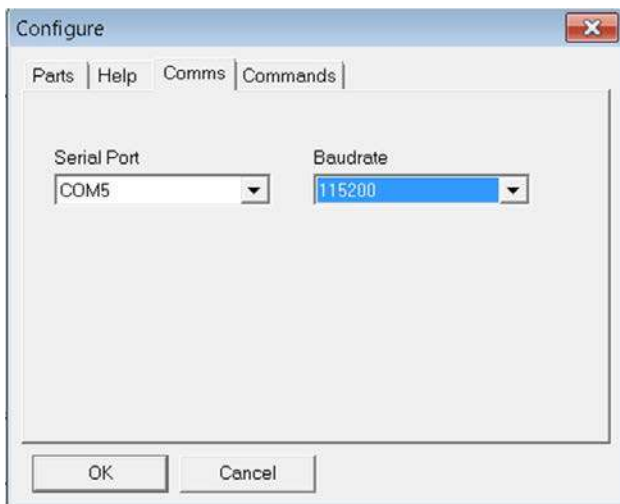 Configure
Parts Help Comms Commands
Serial Port Baudrate
COM5 115200
OK Cancel